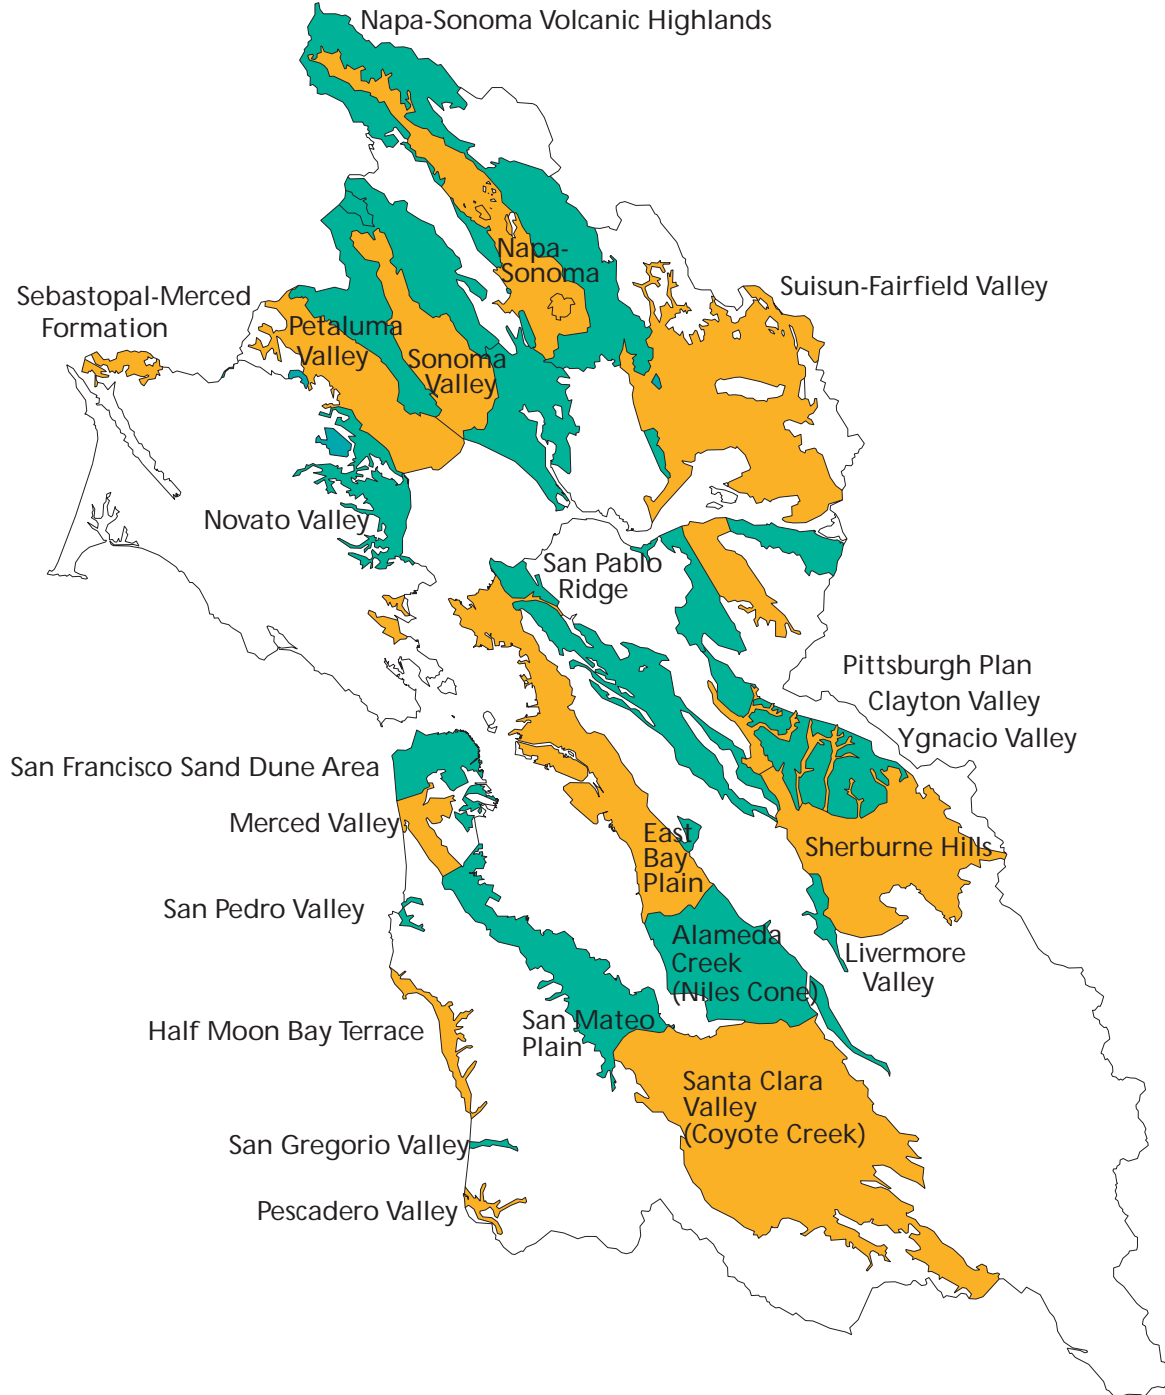 Napa-Sonoma Volcanic Highlands
Napa-
Sonoma
Suisun-Fairfield Valley
Sebastopal-Merced
Formation
Petaluma
Valley
Sonoma
Valley
Novato Valley
San Pablo
Ridge
Pittsburgh Plan
Clayton Valley
Ygnacio Valley
San Francisco Sand Dune Area
Merced Valley
East
Bay
Plain
Sherburne Hills
San Pedro Valley
Alameda
Creek
(Niles Cone)
Livermore
Valley
Half Moon Bay Terrace
San Mateo
Plain
Santa Clara
Valley
(Coyote Creek)
San Gregorio Valley
Pescadero Valley